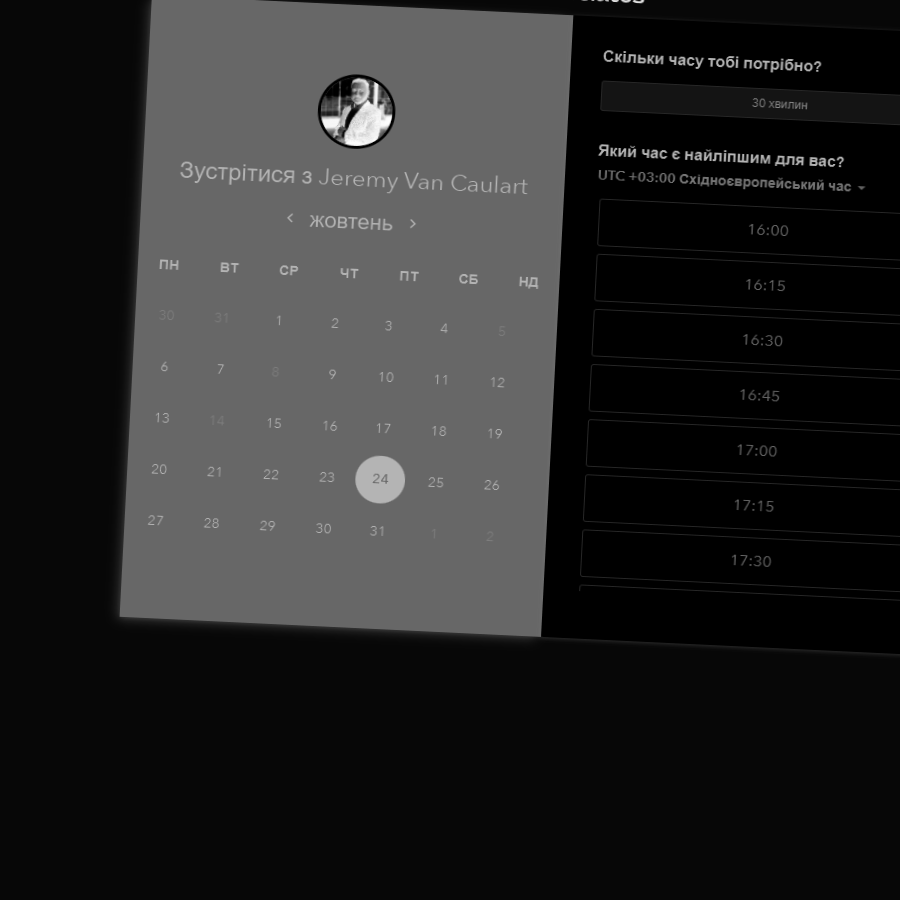 Зустрітися з Jeremy Van Caulart
жовтень
ПН ВТ СР ЧТ ПТ СБ НД
30 31 1 2 3 4 5
6 7 8 9 10 11 12
13 14 15 16 17 18 19
20 21 22 23 24 25 26
27 28 29 30 31 1 2
Скільки часу тобі потрібно?
30 хвилин
Який час є найліпшим для вас?
UTC +03:00 Східноєвропейський час
16:00
16:15
16:30
16:45
17:00
17:15
17:30